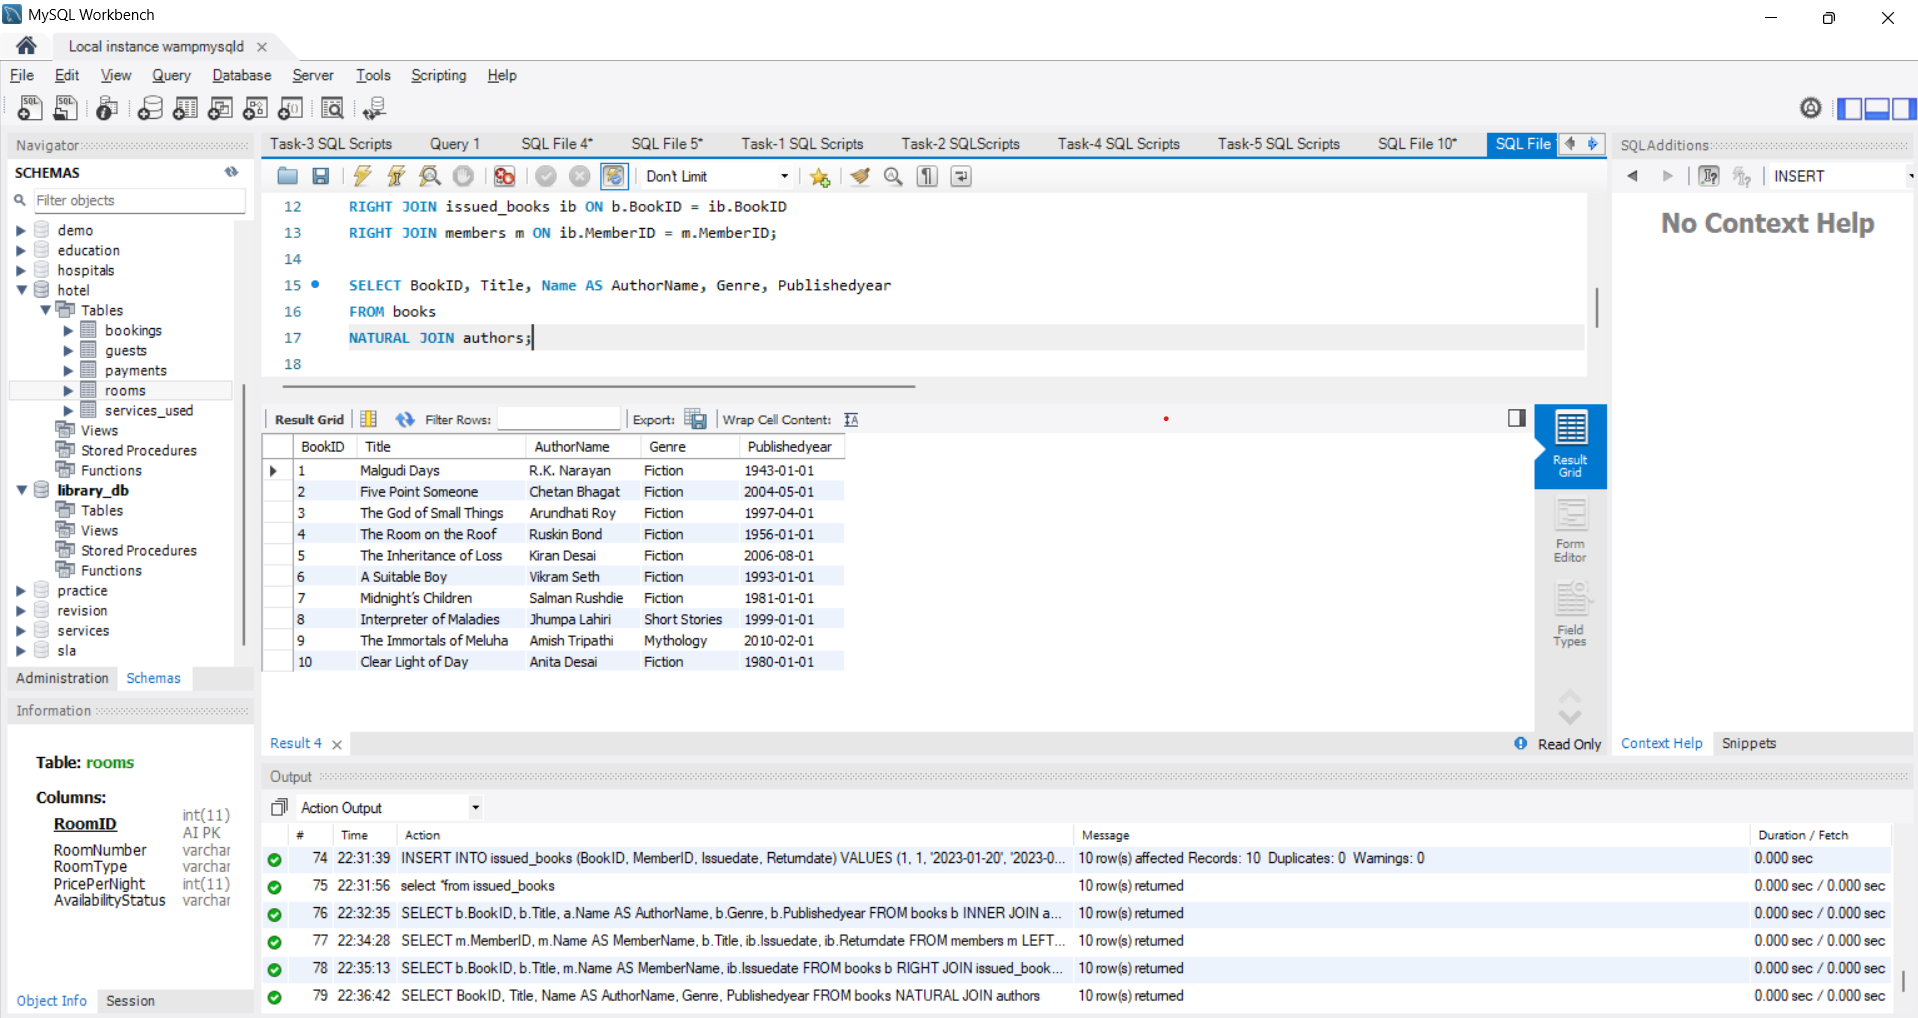 MySQL Workbench
Local instance wampmysqld
File Edit View Query Database Server Tools Scripting Help
Navigator
SCHEMAS
Filter objects
demo
education
hospitals
hotel
Tables
bookings
guests
payments
rooms
services_used
Views
Stored Procedures
Functions
library_db
Tables
Views
Stored Procedures
Functions
practice
revision
services
sla
Administration Schemas
Information
Table: rooms
Columns:
RoomID int(11) AI PK
RoomNumber varchar
RoomType varchar
PricePerNight int(11)
AvailabilityStatus varchar
Object Info Session
Task-3 SQL Scripts Query 1 SQL File 4* SQL File 5* Task-1 SQL Scripts Task-2 SQLScripts Task-4 SQL Scripts Task-5 SQL Scripts SQL File 10* SQL File
Don't Limit
12 RIGHT JOIN issued_books ib ON b.BookID = ib.BookID
13 RIGHT JOIN members m ON ib.MemberID = m.MemberID;
14
15 SELECT BookID, Title, Name AS AuthorName, Genre, Publishedyear
16 FROM books
17 NATURAL JOIN authors;
18
Result Grid Filter Rows: Export: Wrap Cell Content:
BookID Title AuthorName Genre Publishedyear
1 Malgudi Days R.K. Narayan Fiction 1943-01-01
2 Five Point Someone Chetan Bhagat Fiction 2004-05-01
3 The God of Small Things Arundhati Roy Fiction 1997-04-01
4 The Room on the Roof Ruskin Bond Fiction 1956-01-01
5 The Inheritance of Loss Kiran Desai Fiction 2006-08-01
6 A Suitable Boy Vikram Seth Fiction 1993-01-01
7 Midnight's Children Salman Rushdie Fiction 1981-01-01
8 Interpreter of Maladies Jhumpa Lahiri Short Stories 1999-01-01
9 The Immortals of Meluha Amish Tripathi Mythology 2010-02-01
10 Clear Light of Day Anita Desai Fiction 1980-01-01
Result Grid
Form Editor
Field Types
Result 4
Read Only
SQLAdditions
INSERT
No Context Help
Context Help Snippets
Output
Action Output
# Time Action Message Duration / Fetch
74 22:31:39 INSERT INTO issued_books (BookID, MemberID, Issuedate, Returndate) VALUES (1, 1, '2023-01-20', '2023-0... 10 row(s) affected Records: 10 Duplicates: 0 Warnings: 0 0.000 sec
75 22:31:56 select *from issued_books 10 row(s) returned 0.000 sec / 0.000 sec
76 22:32:35 SELECT b.BookID, b.Title, a.Name AS AuthorName, b.Genre, b.Publishedyear FROM books b INNER JOIN a... 10 row(s) returned 0.000 sec / 0.000 sec
77 22:34:28 SELECT m.MemberID, m.Name AS MemberName, b.Title, ib.Issuedate, ib.Returndate FROM members m LEFT... 10 row(s) returned 0.000 sec / 0.000 sec
78 22:35:13 SELECT b.BookID, b.Title, m.Name AS MemberName, ib.Issuedate FROM books b RIGHT JOIN issued_book... 10 row(s) returned 0.000 sec / 0.000 sec
79 22:36:42 SELECT BookID, Title, Name AS AuthorName, Genre, Publishedyear FROM books NATURAL JOIN authors 10 row(s) returned 0.000 sec / 0.000 sec